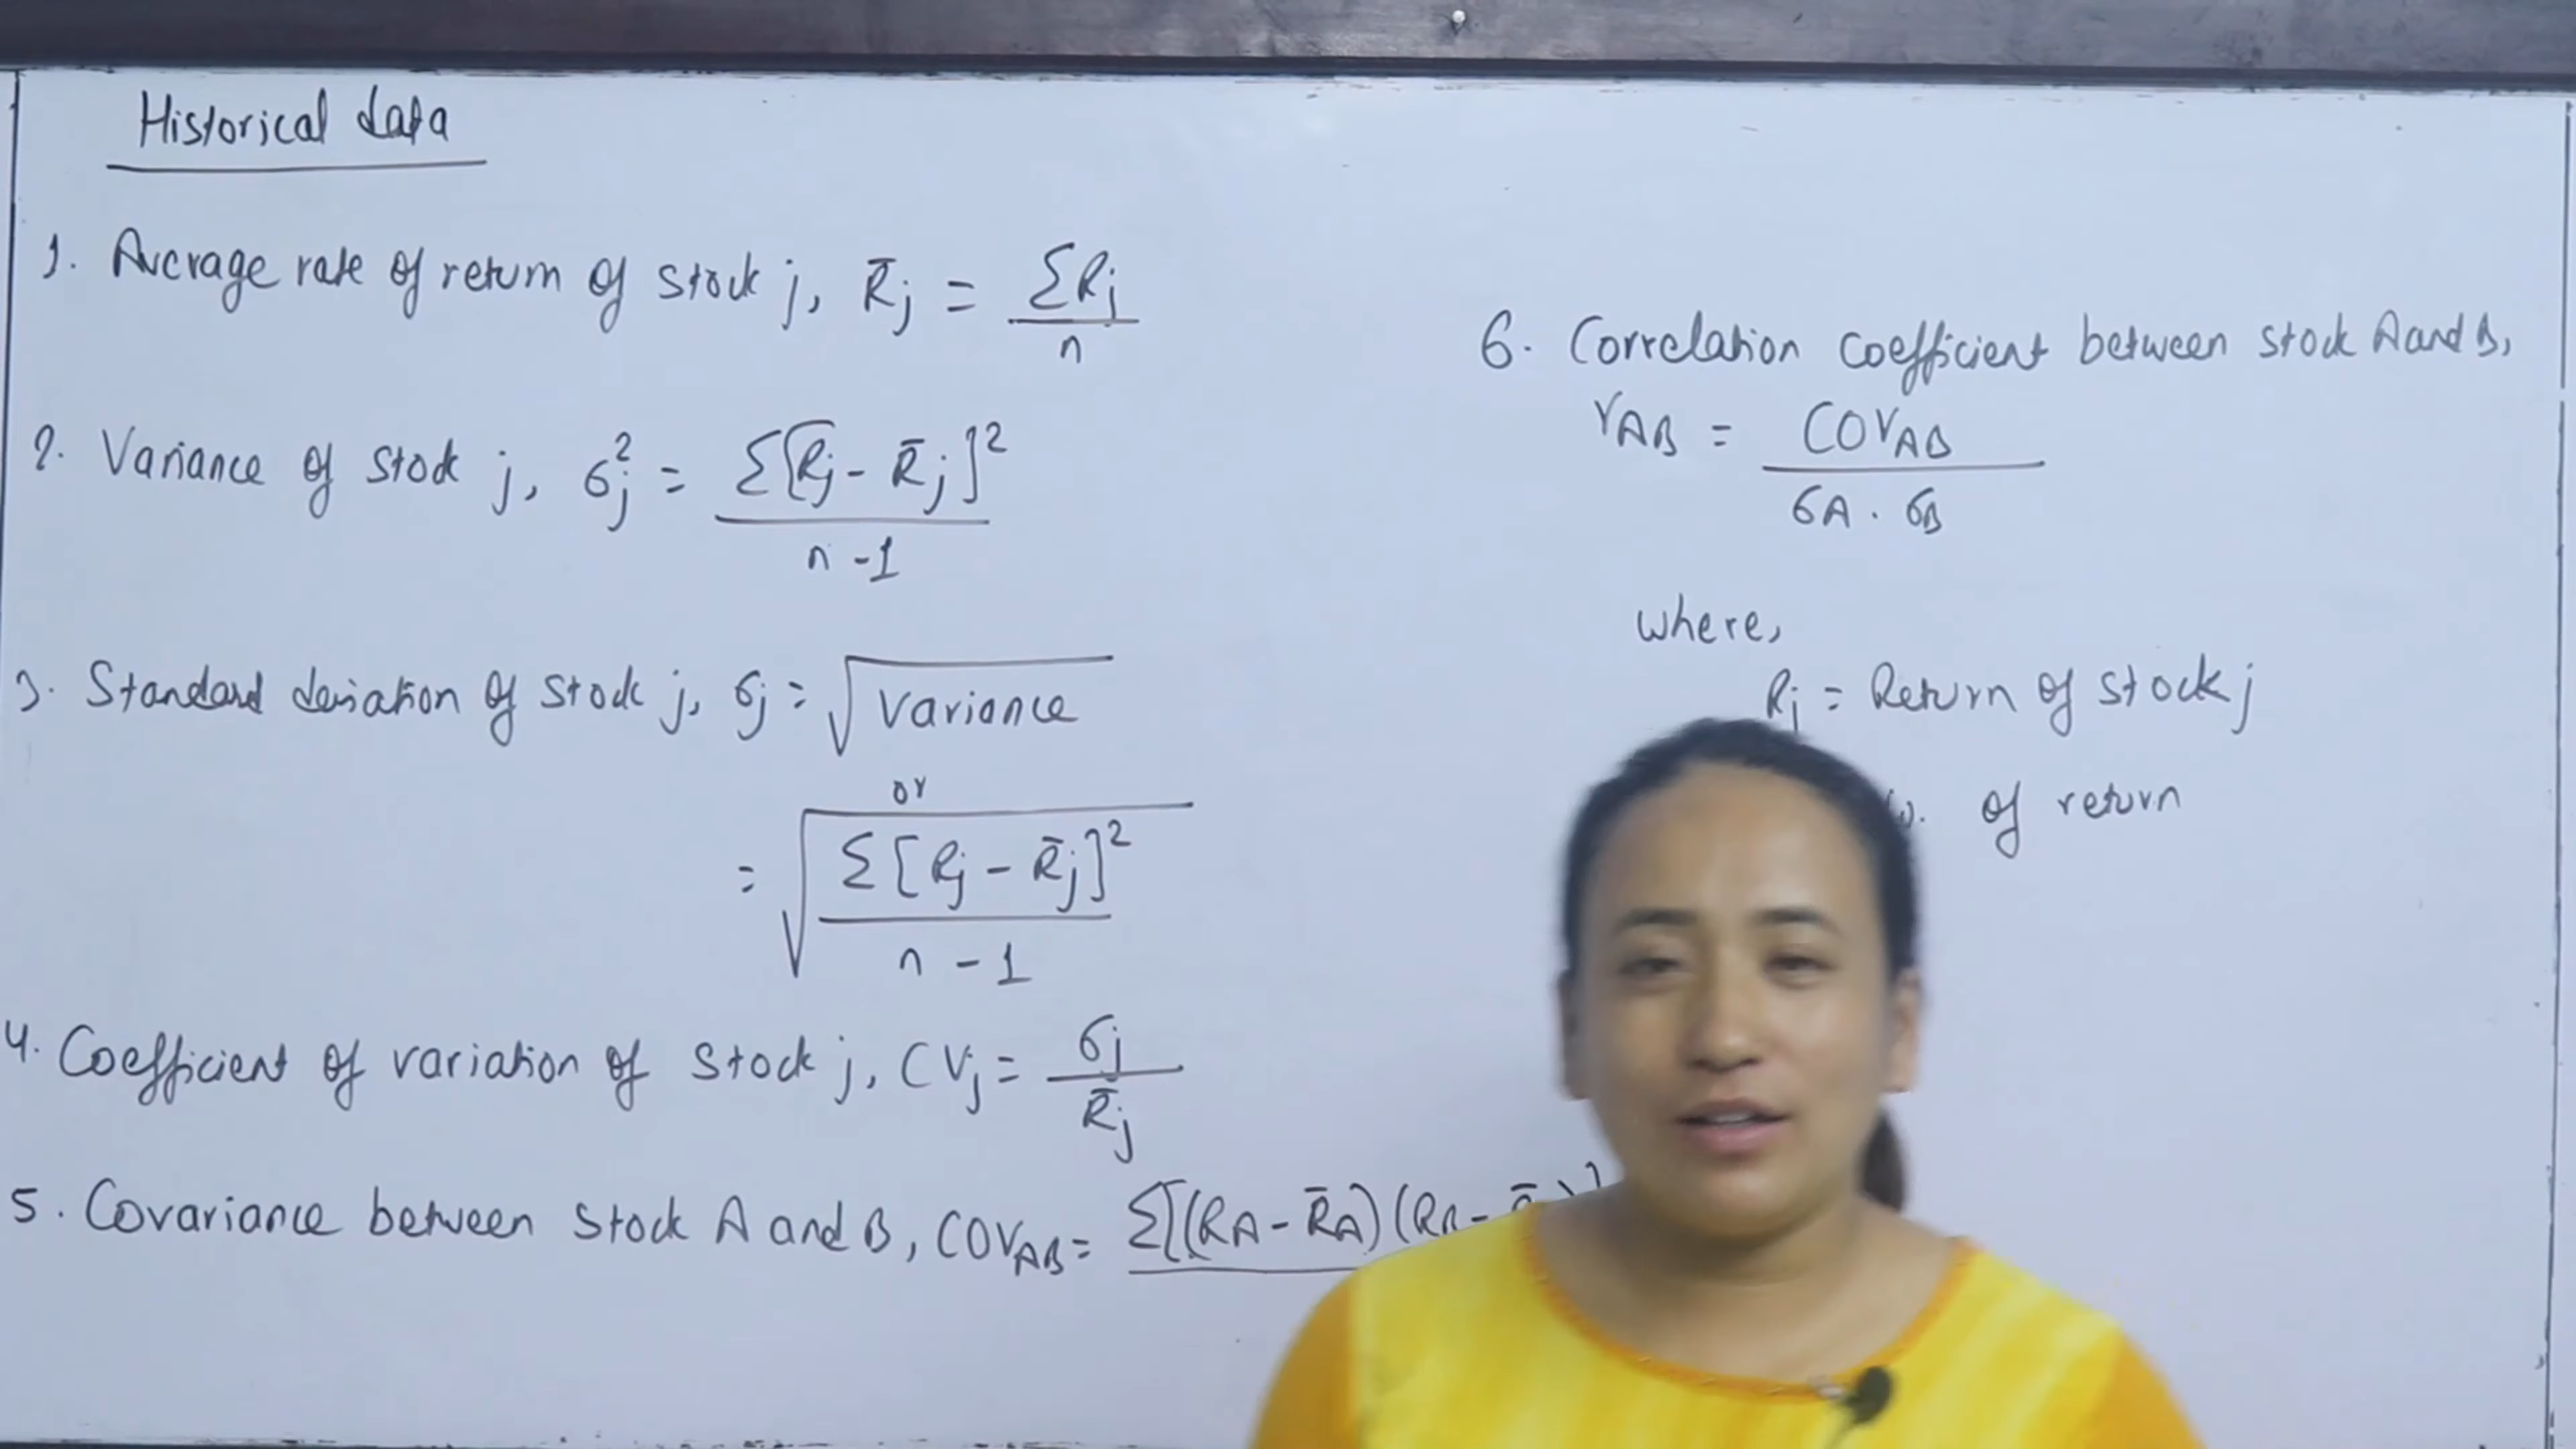 Historical data
1. Average rate of return of stock j, R̄j = ΣRj / n
2. Variance of stock j, σ²j = Σ[Rj - R̄j]² / n - 1
3. Standard deviation of stock j, σj = √Variance
or
= √(Σ[Rj - R̄j]² / n - 1)
4. Coefficient of variation of stock j, CVj = σj / R̄j
5. Covariance between stock A and B, COVAB = Σ[(RA - R̄A)(RB -
6. Correlation coefficient between stock A and B,
rAB = COVAB / σA . σB
where,
Rj = Return of stock j
of return